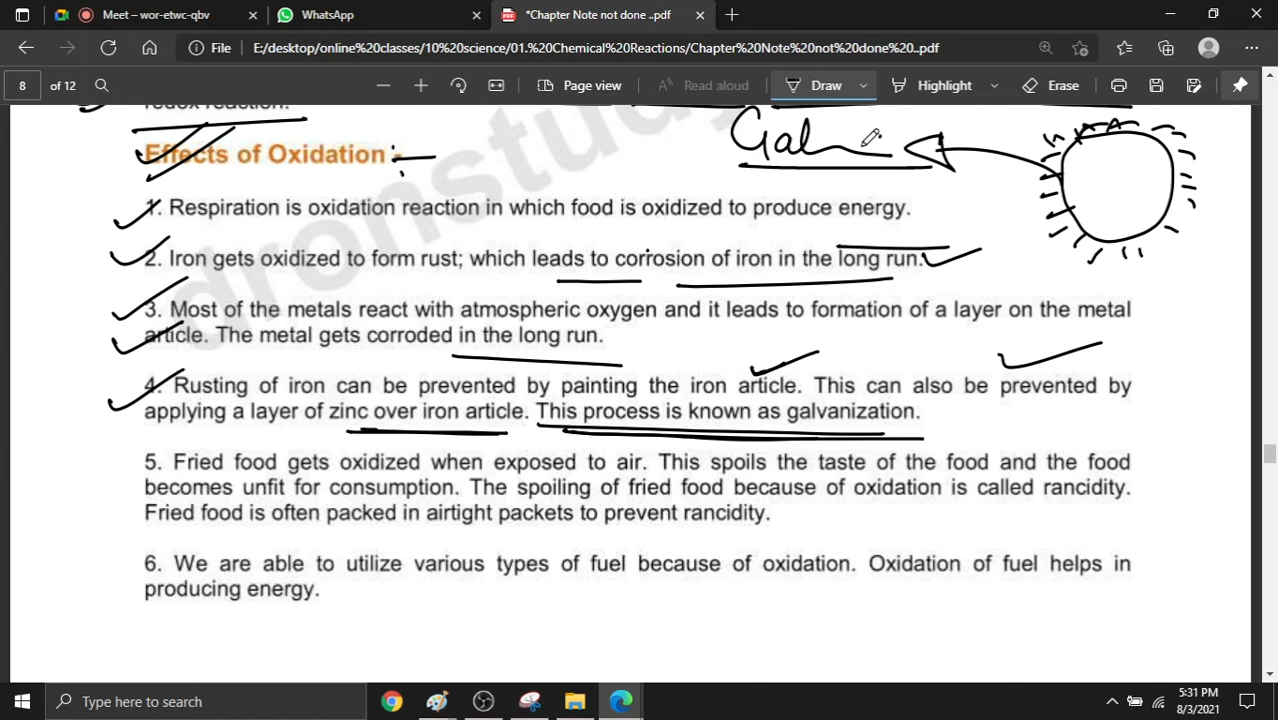 Meet – wor-etwc-qbv
WhatsApp
*Chapter Note not done ..pdf
File
E:/desktop/online%20classes/10%20science/01.%20Chemical%20Reactions/Chapter%20Note%20not%20done%20..pdf
8 of 12
Page view
Read aloud
Draw
Highlight
Erase
redox reaction.
Gal
Effects of Oxidation :-
1. Respiration is oxidation reaction in which food is oxidized to produce energy.
2. Iron gets oxidized to form rust; which leads to corrosion of iron in the long run.
3. Most of the metals react with atmospheric oxygen and it leads to formation of a layer on the metal
article. The metal gets corroded in the long run.
4. Rusting of iron can be prevented by painting the iron article. This can also be prevented by
applying a layer of zinc over iron article. This process is known as galvanization.
5. Fried food gets oxidized when exposed to air. This spoils the taste of the food and the food
becomes unfit for consumption. The spoiling of fried food because of oxidation is called rancidity.
Fried food is often packed in airtight packets to prevent rancidity.
6. We are able to utilize various types of fuel because of oxidation. Oxidation of fuel helps in
producing energy.
dronstudy
Type here to search
5:31 PM
8/3/2021